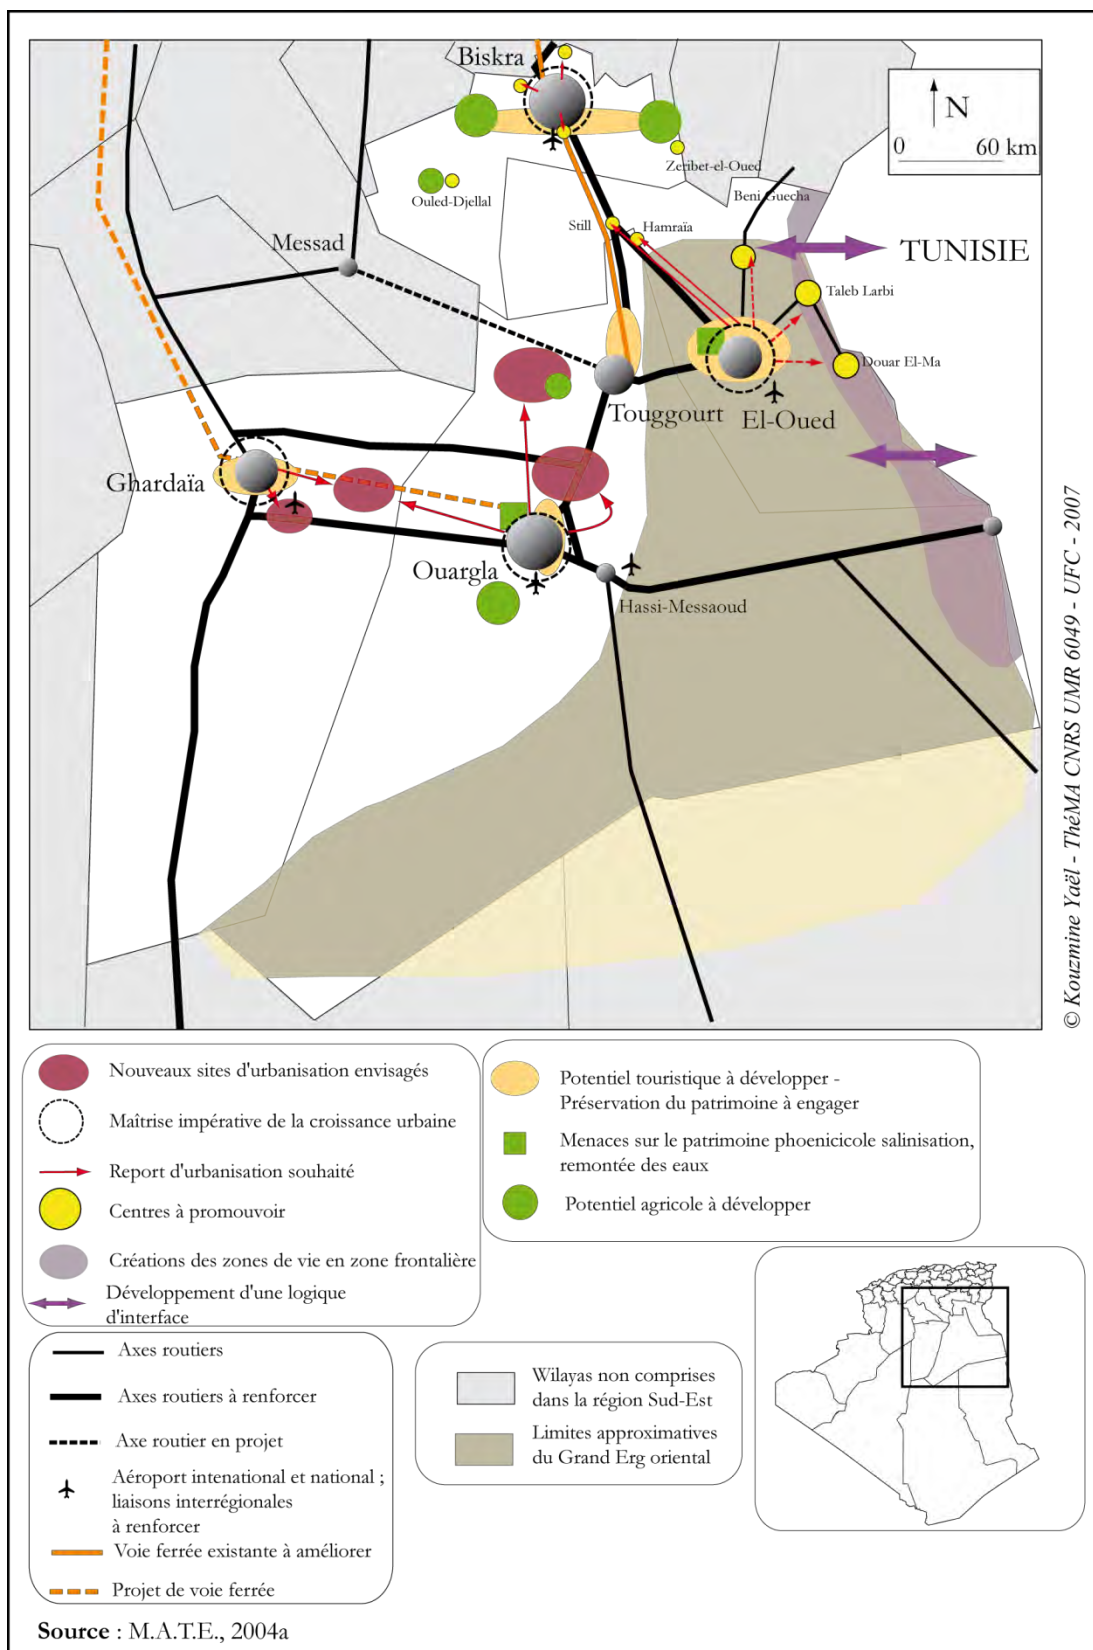 Biskra
N
0 60 km
Zeribet-el-Oued
Ouled-Djellal
Beni Guecha
Still
Hamraïa
Messad
TUNISIE
Taleb Larbi
Douar El-Ma
Touggourt
El-Oued
Ghardaïa
Ouargla
Hassi-Messaoud
© Kouzmine Yaël - ThéMA CNRS UMR 6049 - UFC - 2007
Nouveaux sites d'urbanisation envisagés
Maîtrise impérative de la croissance urbaine
Report d'urbanisation souhaité
Centres à promouvoir
Créations des zones de vie en zone frontalière
Développement d'une logique
d'interface
Potentiel touristique à développer -
Préservation du patrimoine à engager
Menaces sur le patrimoine phoenicicole salinisation,
remontée des eaux
Potentiel agricole à développer
Axes routiers
Axes routiers à renforcer
Axe routier en projet
Aéroport intenational et national ;
liaisons interrégionales
à renforcer
Voie ferrée existante à améliorer
Projet de voie ferrée
Wilayas non comprises
dans la région Sud-Est
Limites approximatives
du Grand Erg oriental
Source : M.A.T.E., 2004a